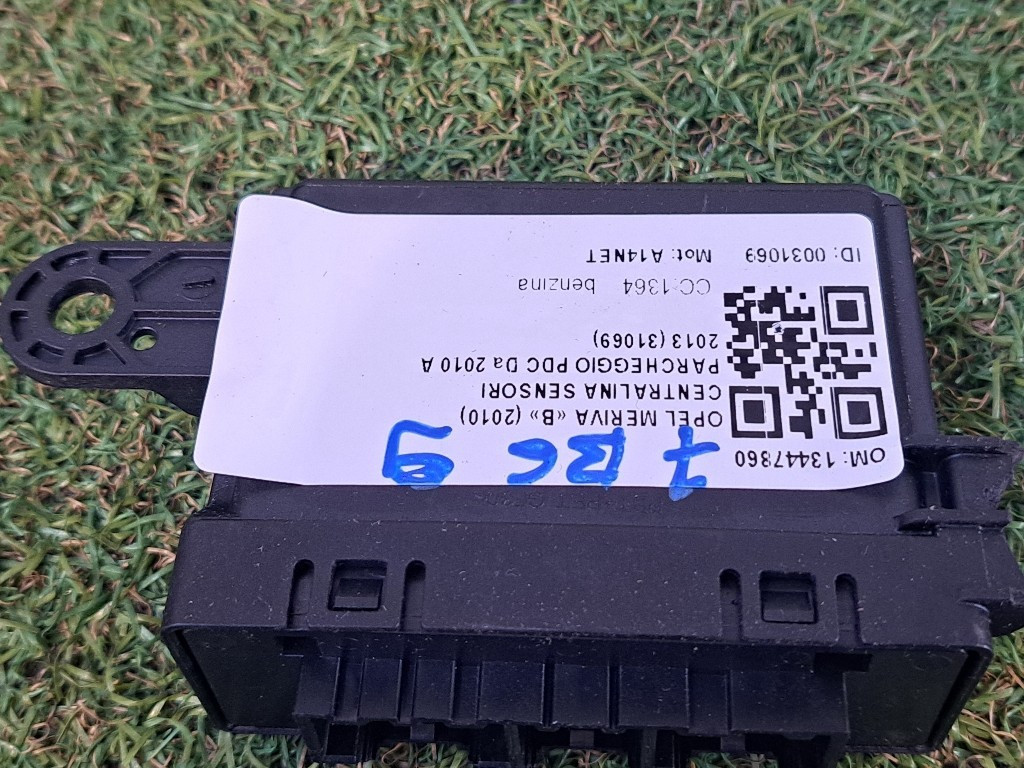 OM: 13447860
OPEL MERIVA «B» (2010)
CENTRALINA SENSORI
PARCHEGGIO PDC Da 2010 A
2013 (31069)
CC:1364 benzina
ID: 0031069 Mot: A14NET